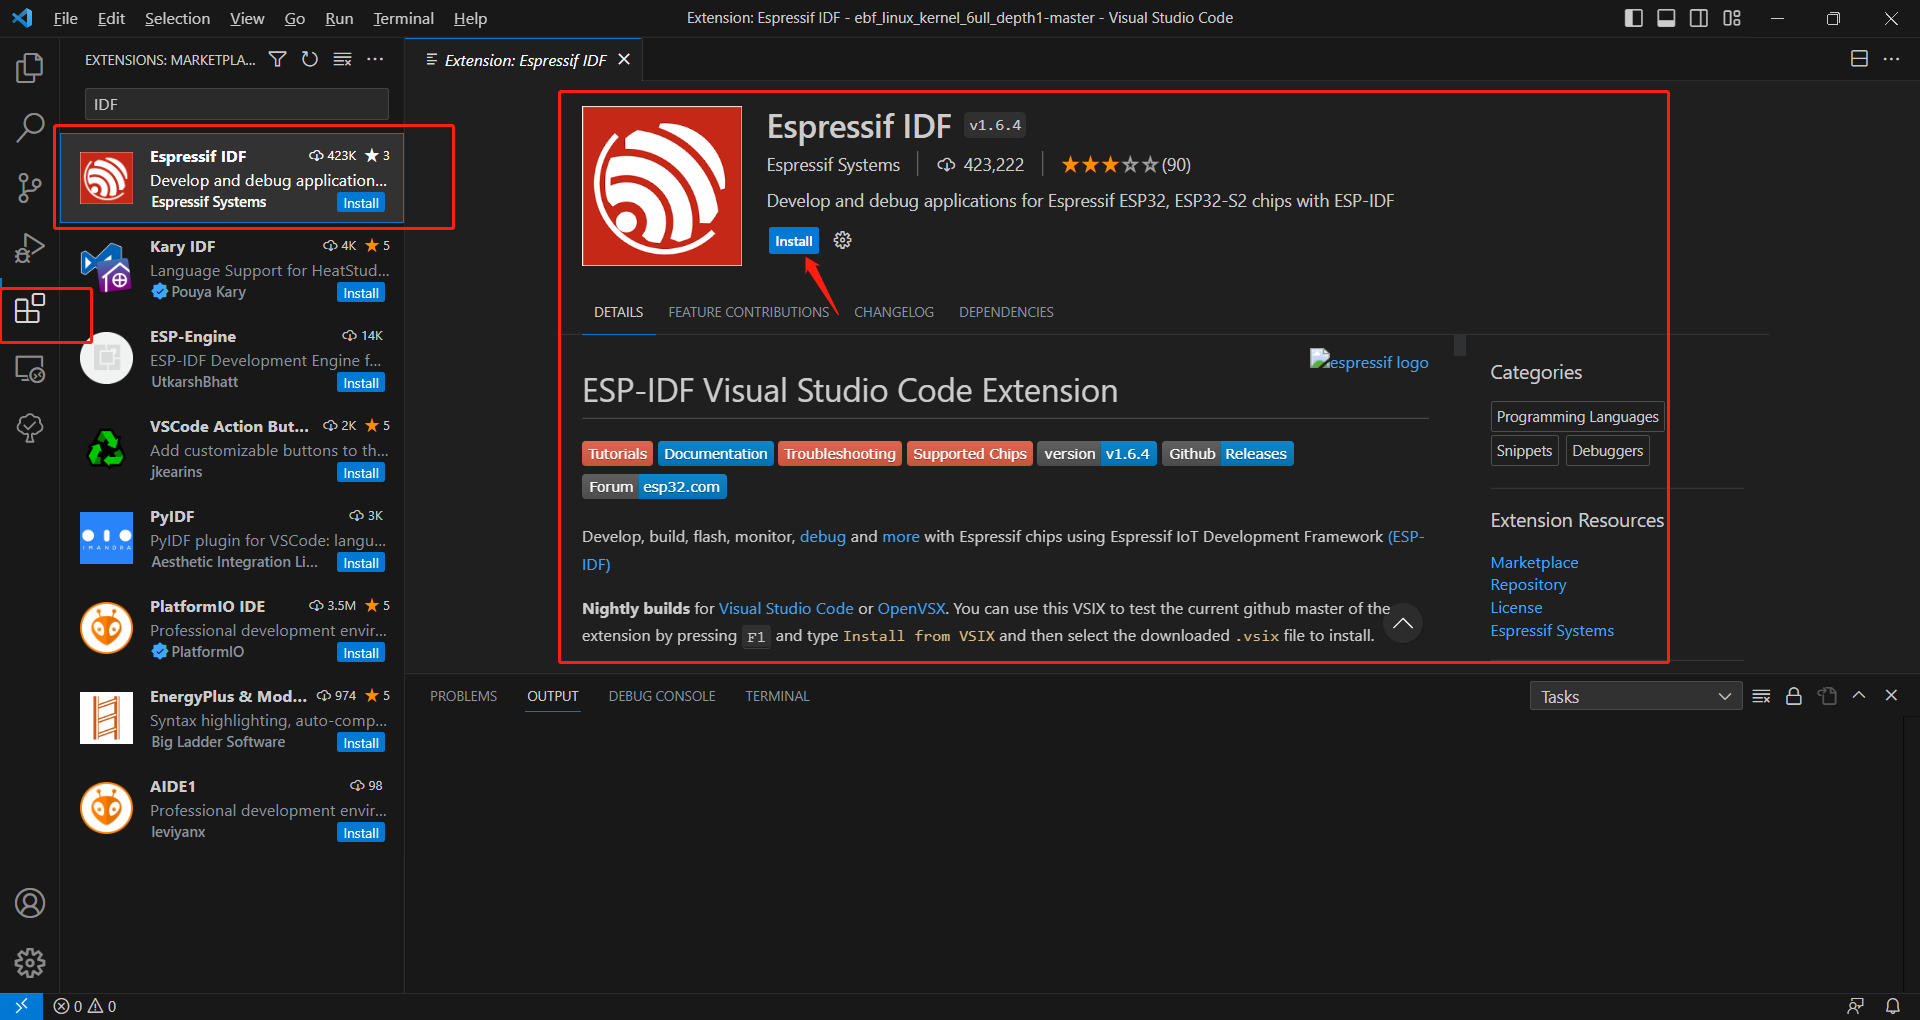 File Edit Selection View Go Run Terminal Help
Extension: Espressif IDF - ebf_linux_kernel_6ull_depth1-master - Visual Studio Code
EXTENSIONS: MARKETPLA...
IDF
Espressif IDF 423K ★ 3
Develop and debug application...
Espressif Systems Install
Kary IDF 4K ★ 5
Language Support for HeatStud...
Pouya Kary Install
ESP-Engine 14K
ESP-IDF Development Engine f...
UtkarshBhatt Install
VSCode Action But... 2K ★ 5
Add customizable buttons to th...
jkearins Install
PyIDF 3K
IMANDRA
PyIDF plugin for VSCode: langu...
Aesthetic Integration Li... Install
PlatformIO IDE 3.5M ★ 5
Professional development envir...
PlatformIO Install
EnergyPlus & Mod... 974 ★ 5
Syntax highlighting, auto-comp...
Big Ladder Software Install
AIDE1 98
Professional development envir...
leviyanx Install
Extension: Espressif IDF
Espressif IDF v1.6.4
Espressif Systems 423,222 ★★★☆☆(90)
Develop and debug applications for Espressif ESP32, ESP32-S2 chips with ESP-IDF
Install
DETAILS FEATURE CONTRIBUTIONS CHANGELOG DEPENDENCIES
espressif logo
ESP-IDF Visual Studio Code Extension
Tutorials Documentation Troubleshooting Supported Chips version v1.6.4 Github Releases
Forum esp32.com
Develop, build, flash, monitor, debug and more with Espressif chips using Espressif IoT Development Framework (ESP-
IDF)
Nightly builds for Visual Studio Code or OpenVSX. You can use this VSIX to test the current github master of the
extension by pressing F1 and type Install from VSIX and then select the downloaded .vsix file to install.
Categories
Programming Languages
Snippets Debuggers
Extension Resources
Marketplace
Repository
License
Espressif Systems
PROBLEMS OUTPUT DEBUG CONSOLE TERMINAL
Tasks
0 0